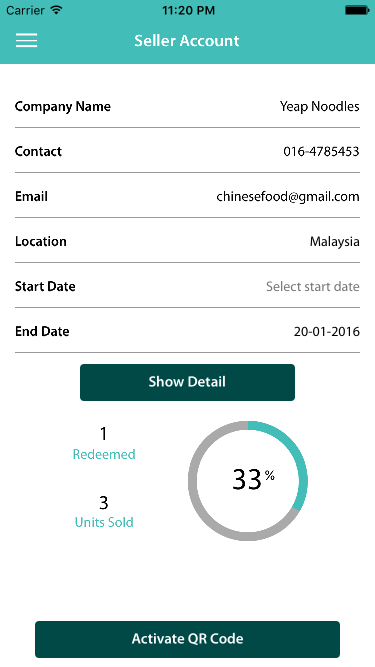 Carrier 11:20 PM
Seller Account
Company Name Yeap Noodles
Contact 016-4785453
Email chinesefood@gmail.com
Location Malaysia
Start Date Select start date
End Date 20-01-2016
Show Detail
1
Redeemed
33%
3
Units Sold
Activate QR Code